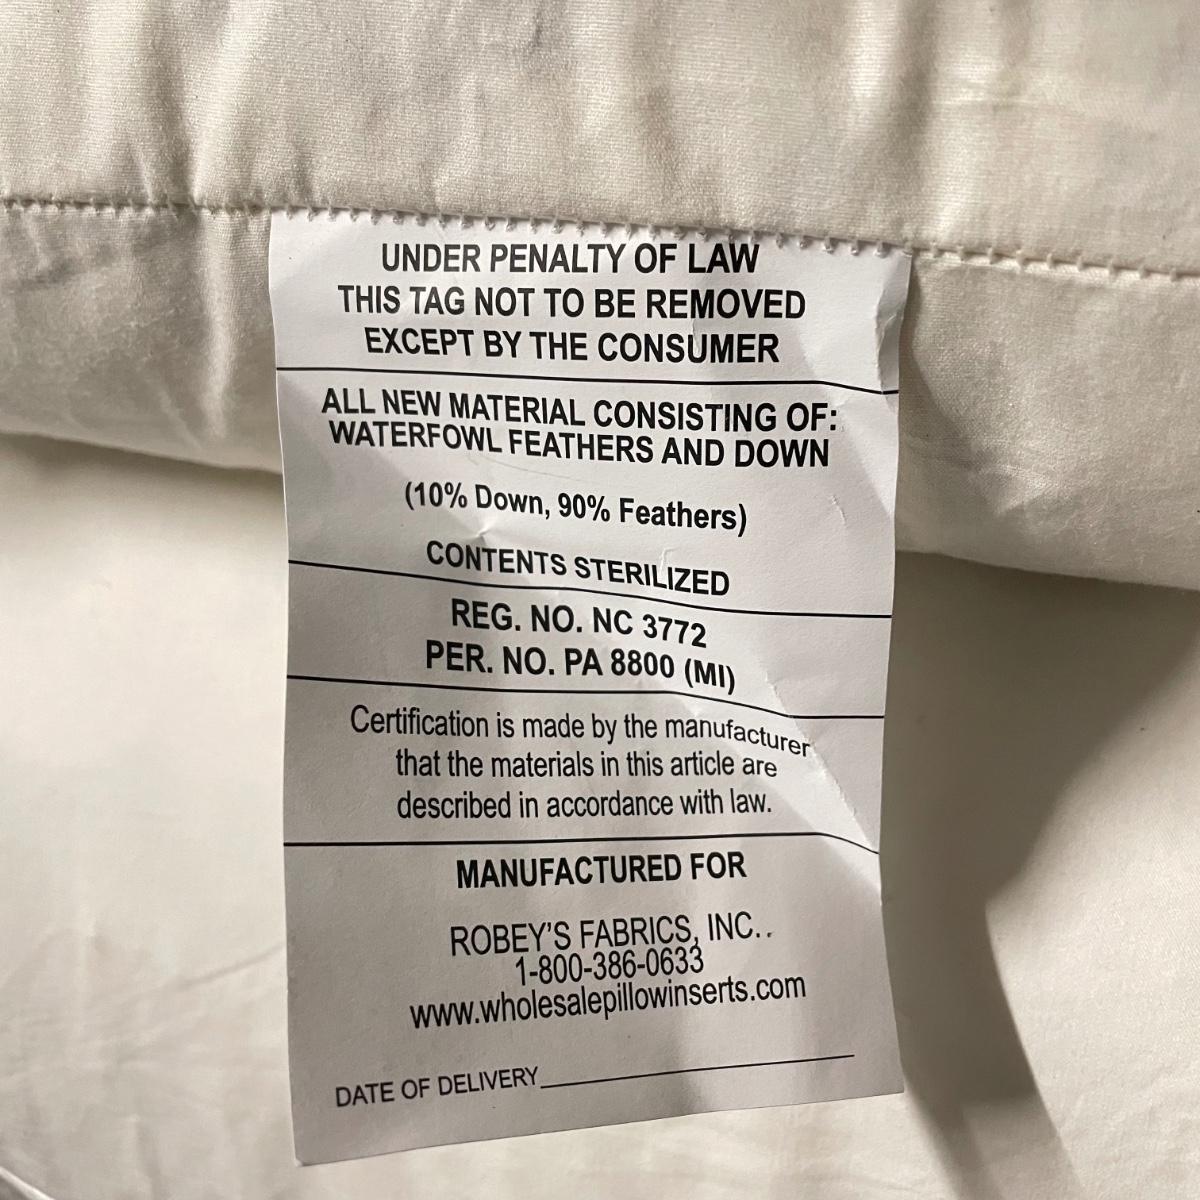 UNDER PENALTY OF LAW
THIS TAG NOT TO BE REMOVED
EXCEPT BY THE CONSUMER
ALL NEW MATERIAL CONSISTING OF:
WATERFOWL FEATHERS AND DOWN
(10% Down, 90% Feathers)
CONTENTS STERILIZED
REG. NO. NC 3772
PER. NO. PA 8800 (MI)
Certification is made by the manufacturer
that the materials in this article are
described in accordance with law.
MANUFACTURED FOR
ROBEY'S FABRICS, INC..
1-800-386-0633
www.wholesalepillowinserts.com
DATE OF DELIVERY